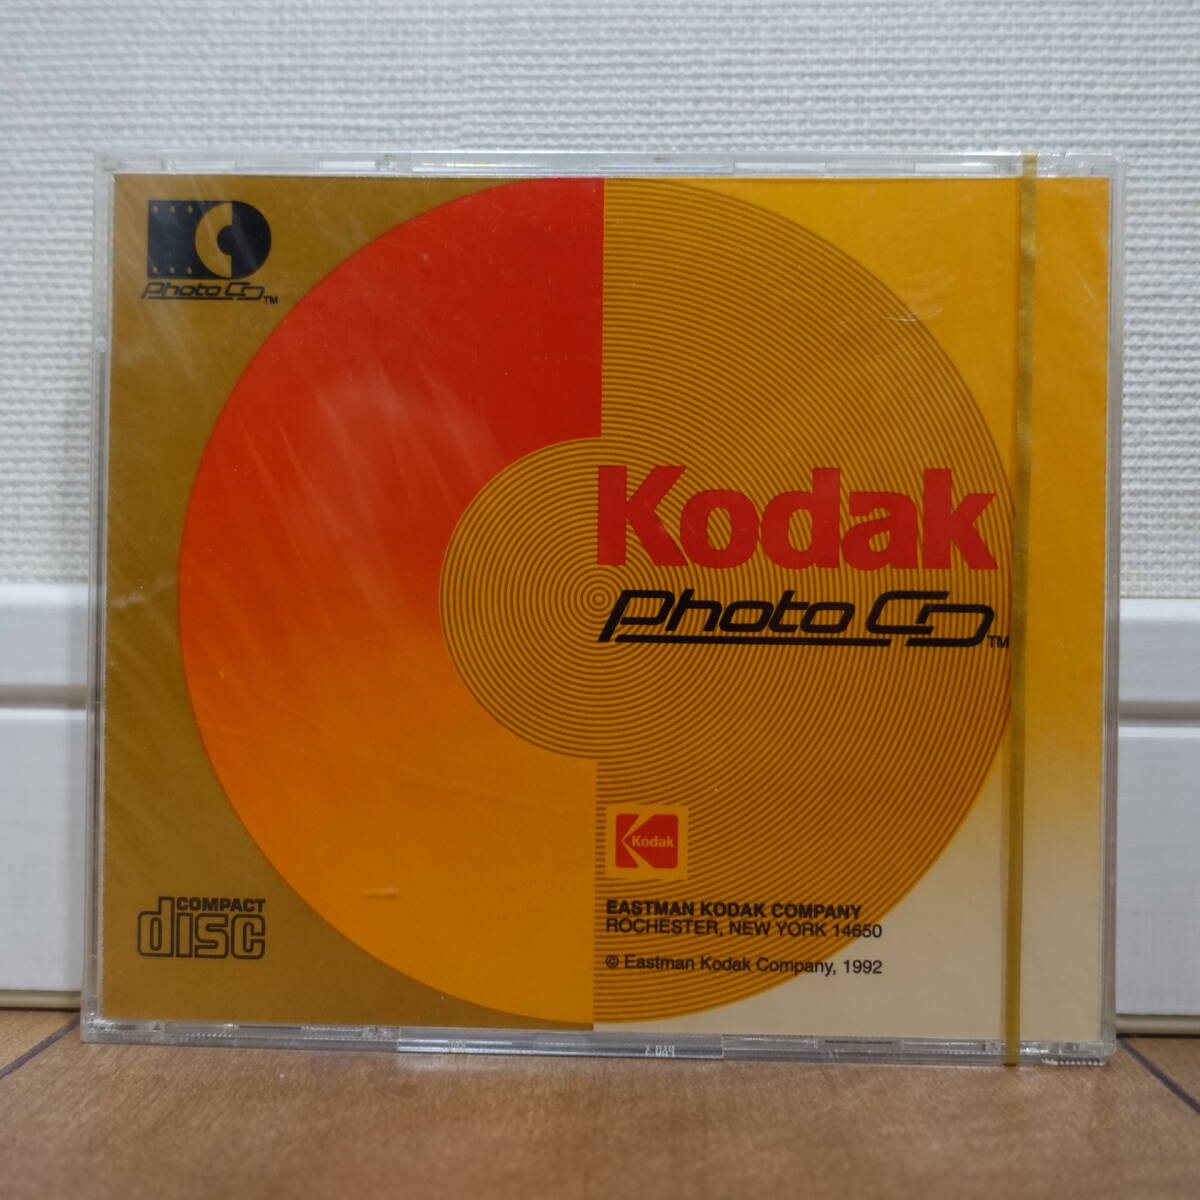 Photo CD™
Kodak
Photo CD™
Kodak
COMPACT
disc
EASTMAN KODAK COMPANY
ROCHESTER, NEW YORK 14650
© Eastman Kodak Company, 1992